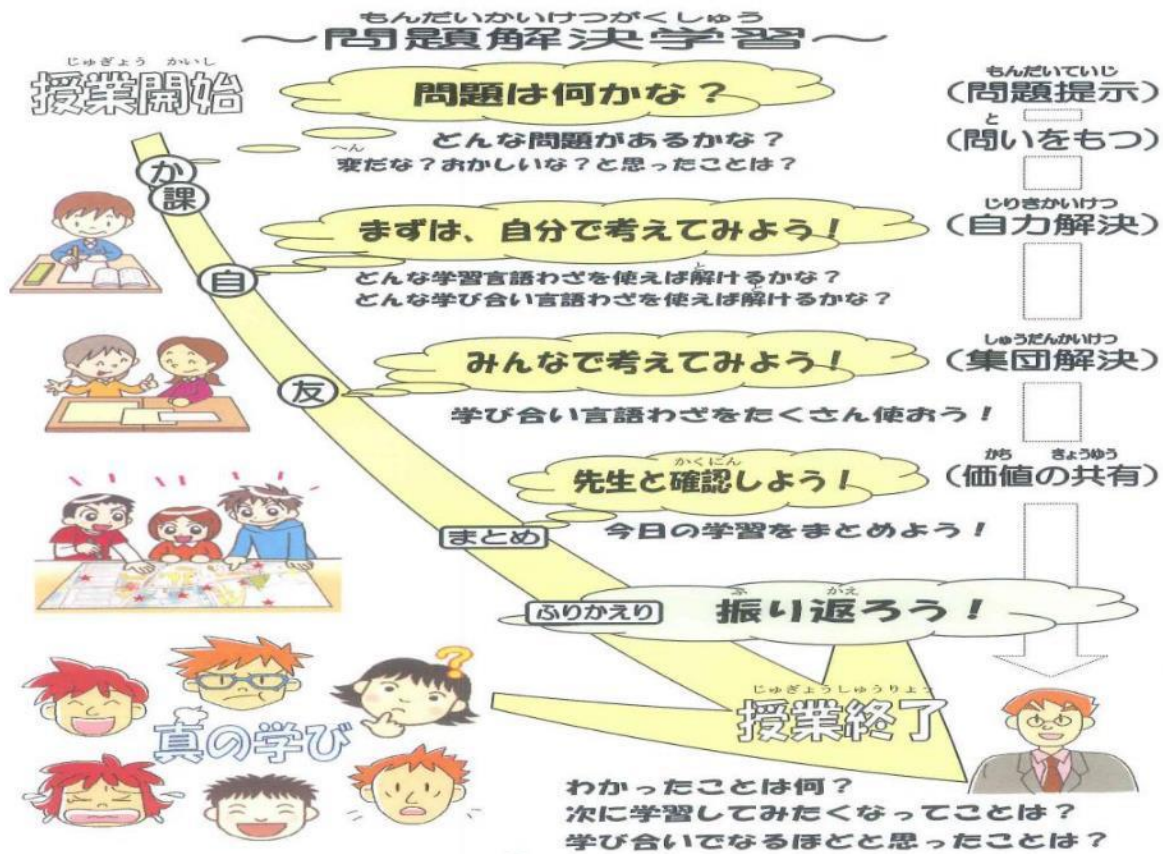 もんだいかいけつがくしゅう
～問題解決学習～
じゅぎょう かいし
授業開始
問題は何かな？
どんな問題があるかな？
へん
変だな？おかしいな？と思ったことは？
か
課
まずは、自分で考えてみよう！
自
と
どんな学習言語わざを使えば解けるかな？
と
どんな学び合い言語わざを使えば解けるかな？
みんなで考えてみよう！
友
学び合い言語わざをたくさん使おう！
かくにん
先生と確認しよう！
まとめ
今日の学習をまとめよう！
ふ かえ
ふりかえり
振り返ろう！
じゅぎょうしゅうりょう
授業終了
わかったことは何？
次に学習してみたくなってことは？
学び合いでなるほどと思ったことは？
もんだいていじ
（問題提示）
と
（問いをもつ）
じりきかいけつ
（自力解決）
しゅうだんかいけつ
（集団解決）
かち きょうゆう
（価値の共有）
？
真の学び